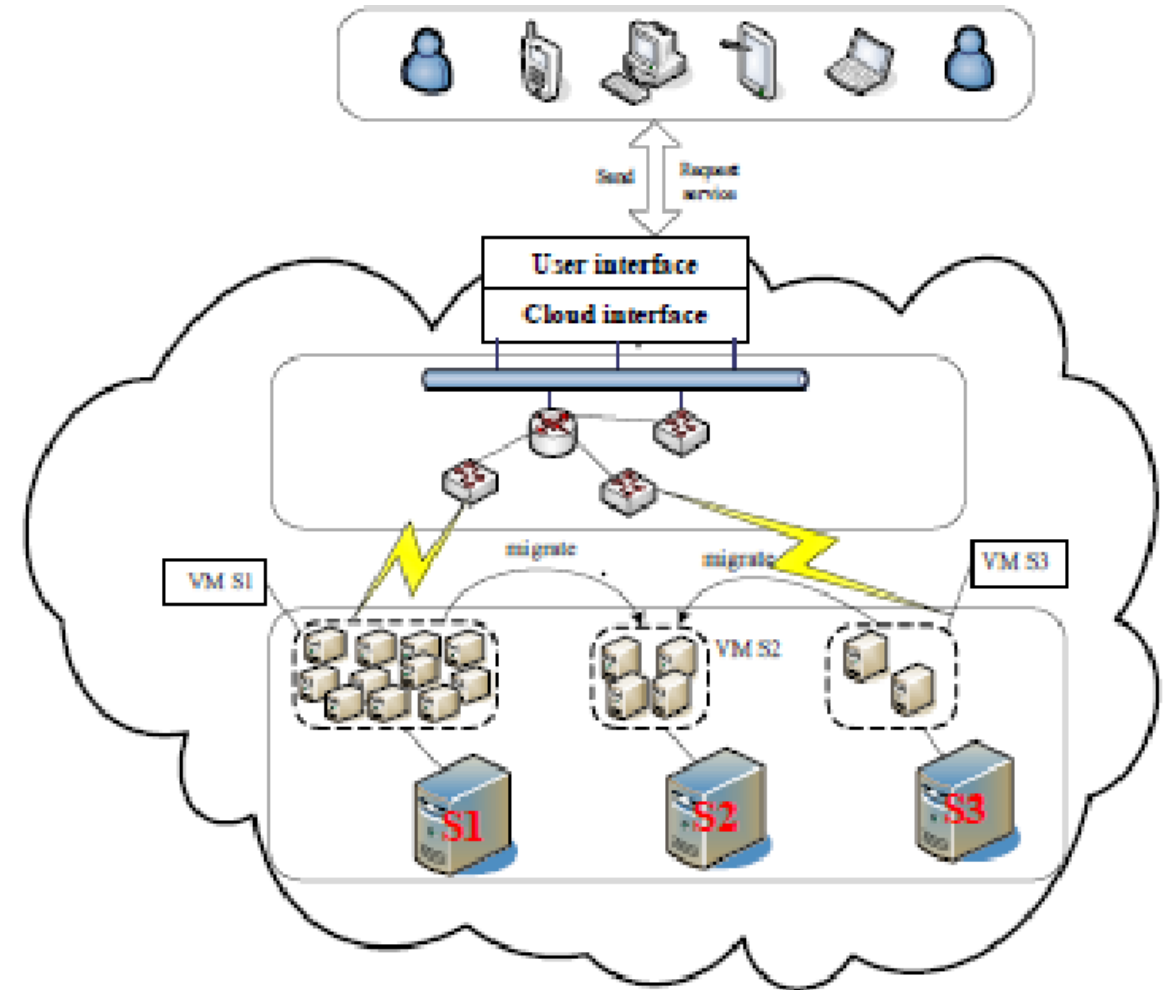 Send
Request
service
User interface
Cloud interface
migrate
migrate
VM S1
VM S3
VM S2
S1
S2
S3